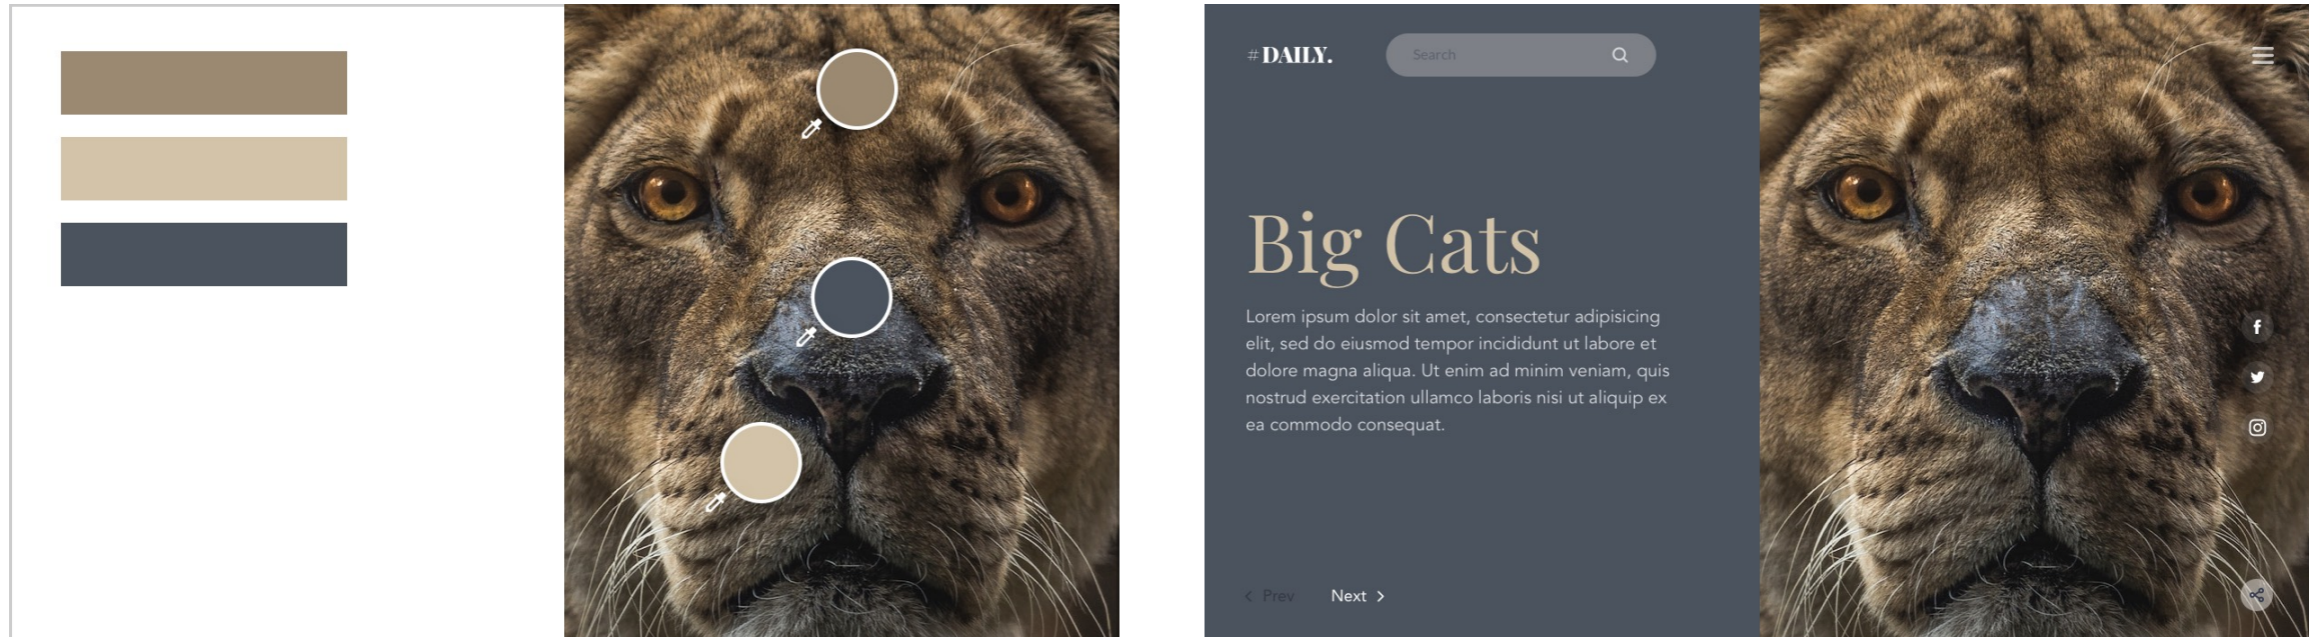 #DAILY.
Search
Big Cats
Lorem ipsum dolor sit amet, consectetur adipisicing
elit, sed do eiusmod tempor incididunt ut labore et
dolore magna aliqua. Ut enim ad minim veniam, quis
nostrud exercitation ullamco laboris nisi ut aliquip ex
ea commodo consequat.
Prev
Next